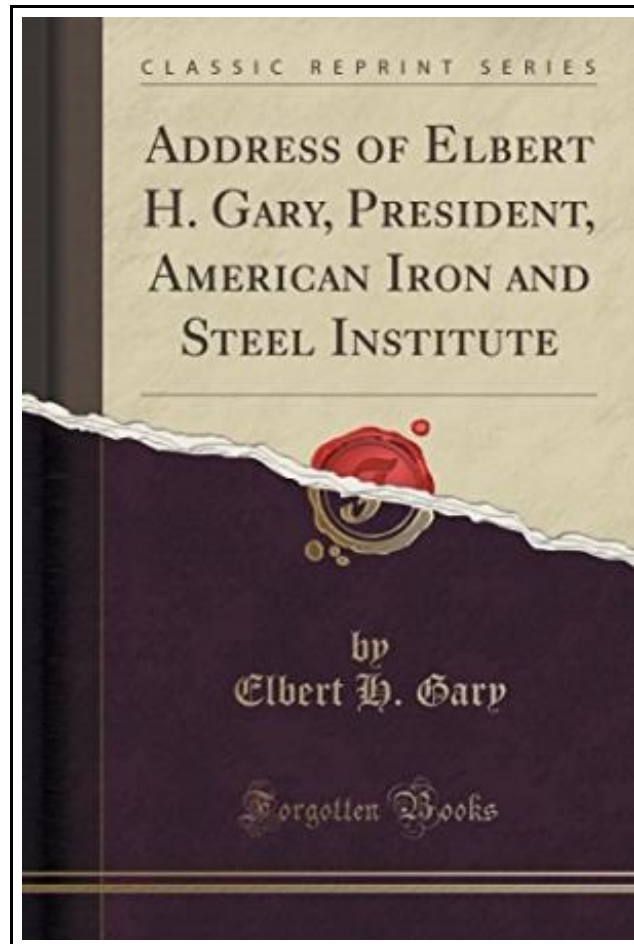 CLASSIC REPRINT SERIES
ADDRESS OF ELBERT
H. GARY, PRESIDENT,
AMERICAN IRON AND
STEEL INSTITUTE
F
by
Elbert H. Gary
Forgotten Books